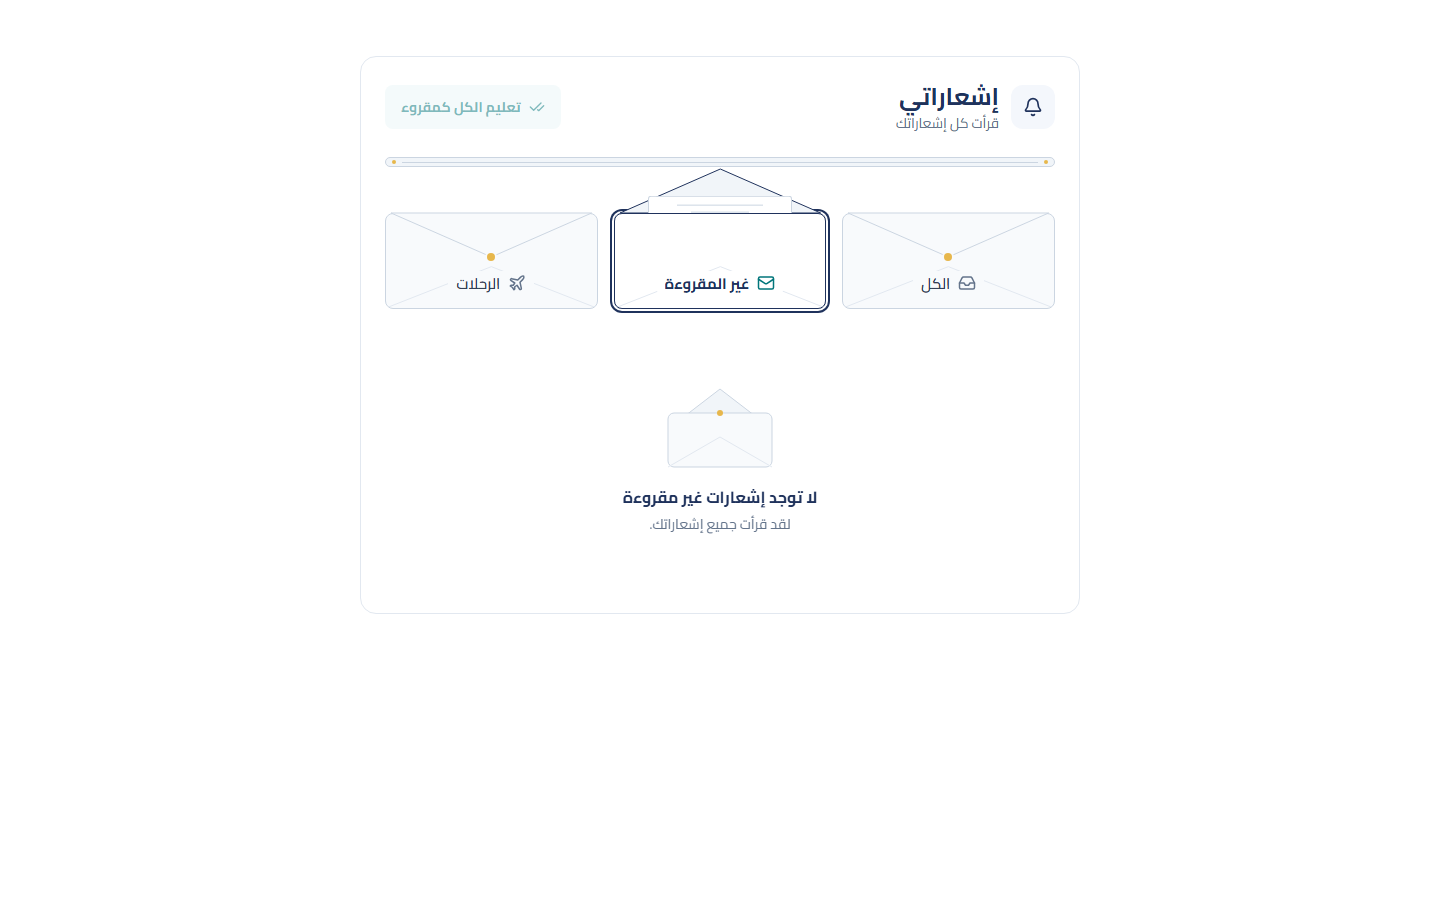 إشعاراتي
قرأت كل إشعاراتك
تعليم الكل كمقروء
الكل
غير المقروءة
الرحلات
لا توجد إشعارات غير مقروءة
لقد قرأت جميع إشعاراتك.